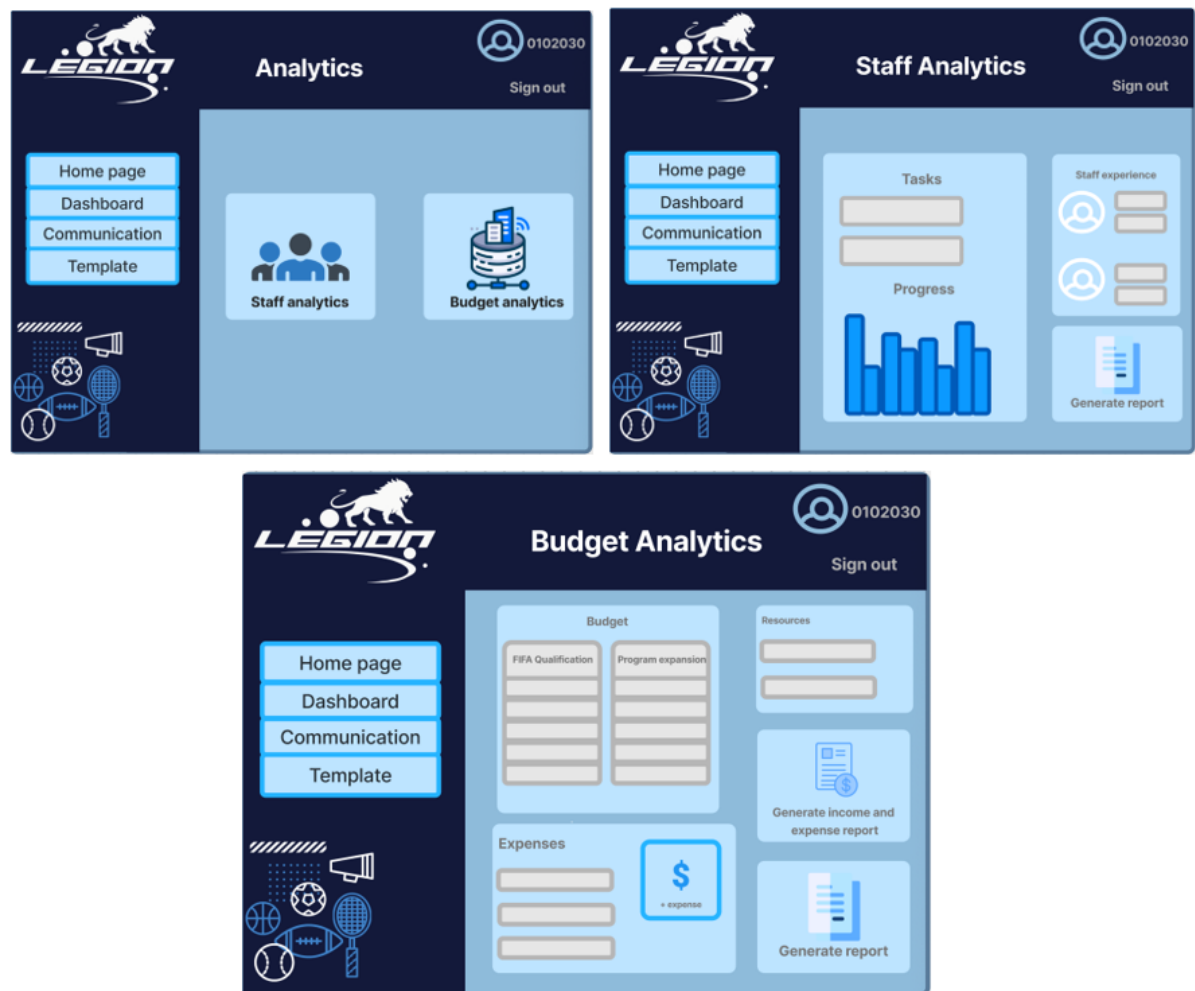 LEGION
Analytics
0102030
Sign out
Home page
Dashboard
Communication
Template
Staff analytics
Budget analytics
LEGION
Staff Analytics
0102030
Sign out
Home page
Dashboard
Communication
Template
Tasks
Progress
Staff experience
Generate report
LEGION
Budget Analytics
0102030
Sign out
Home page
Dashboard
Communication
Template
Budget
FIFA Qualification
Program expansion
Resources
Generate income and
expense report
Expenses
$
+ expense
Generate report